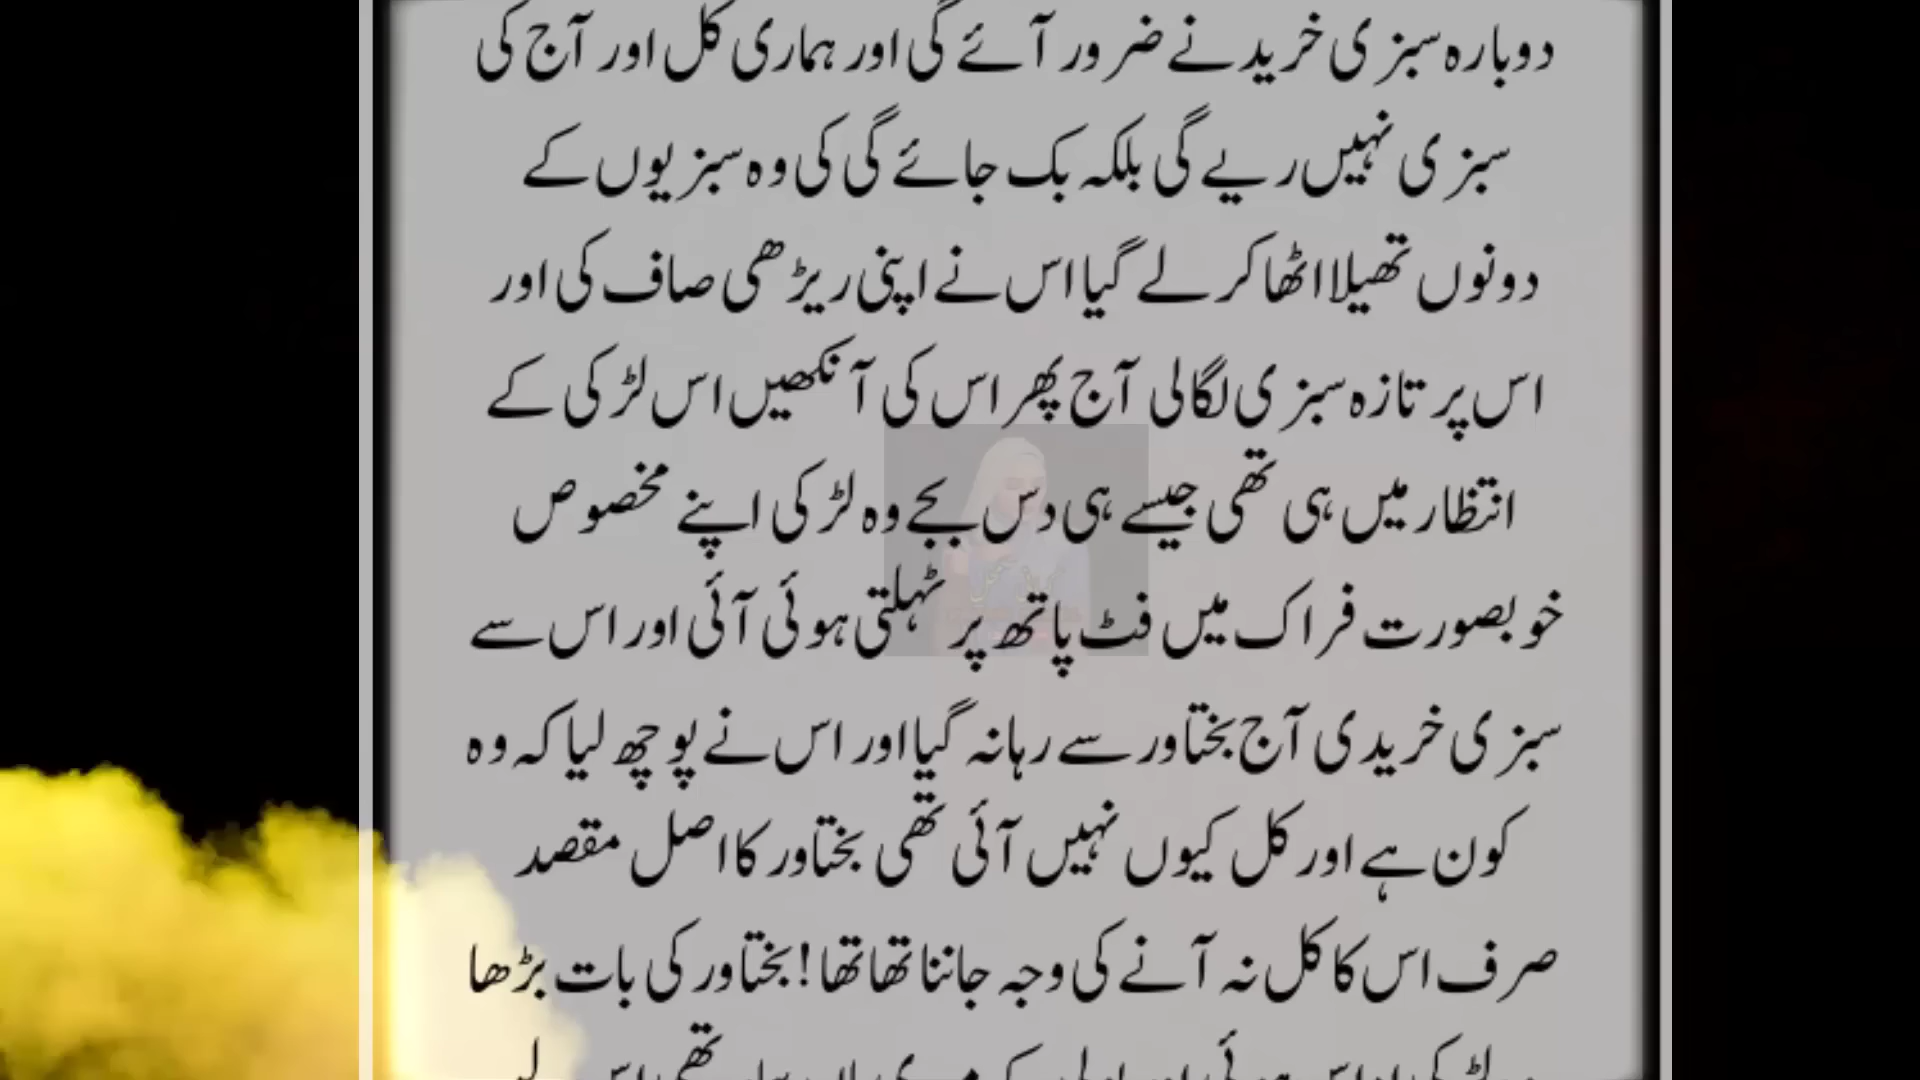 دوبارہ سبزی خریدنے ضرور آئے گی اور ہماری کل اور آج کی
سبزی نہیں ریے گی بلکہ بک جائے گی کی وہ سبزیوں کے
دونوں تھیلا اٹھا کر لے گیا اس نے اپنی ریڑھی صاف کی اور
اس پر تازہ سبزی لگالی آج پھر اس کی آنکھیں اس لڑکی کے
انتظار میں ہی تھی جیسے ہی دس بجے وہ لڑکی اپنے مخصوص
خوبصورت فراک میں فٹ پاتھ پر ٹہلتی ہوئی آئی اور اس سے
سبزی خریدی آج بختاور سے رہا نہ گیا اور اس نے پوچھ لیا کہ وہ
کون ہے اور کل کیوں نہیں آئی تھی بختاور کا اصل مقصد
صرف اس کا کل نہ آنے کی وجہ جاننا تھا تھا ! بختاور کی بات بڑھا